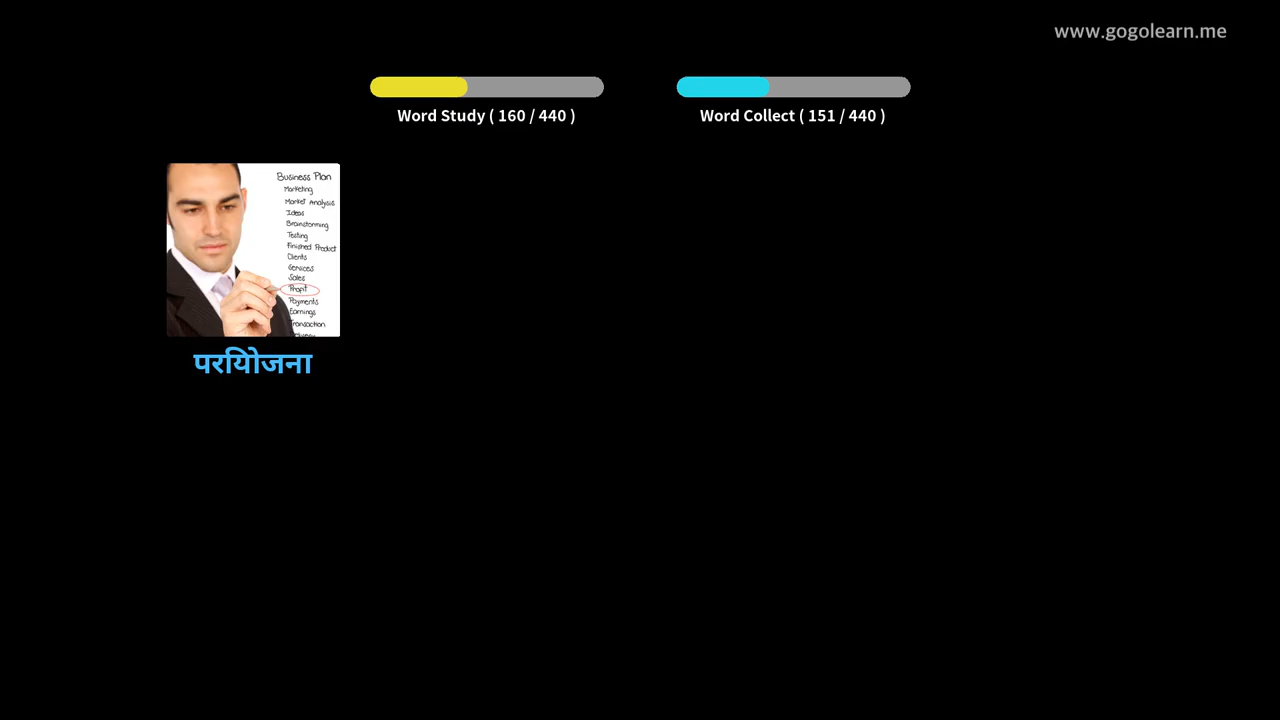 www.gogolearn.me
Word Study ( 160 / 440 )
Word Collect ( 151 / 440 )
Business Plan
Marketing
Market Analysis
Ideas
Brainstorming
Testing
Finished Product
Clients
Services
Sales
Profit
Payments
Earnings
Transaction
परियोजना